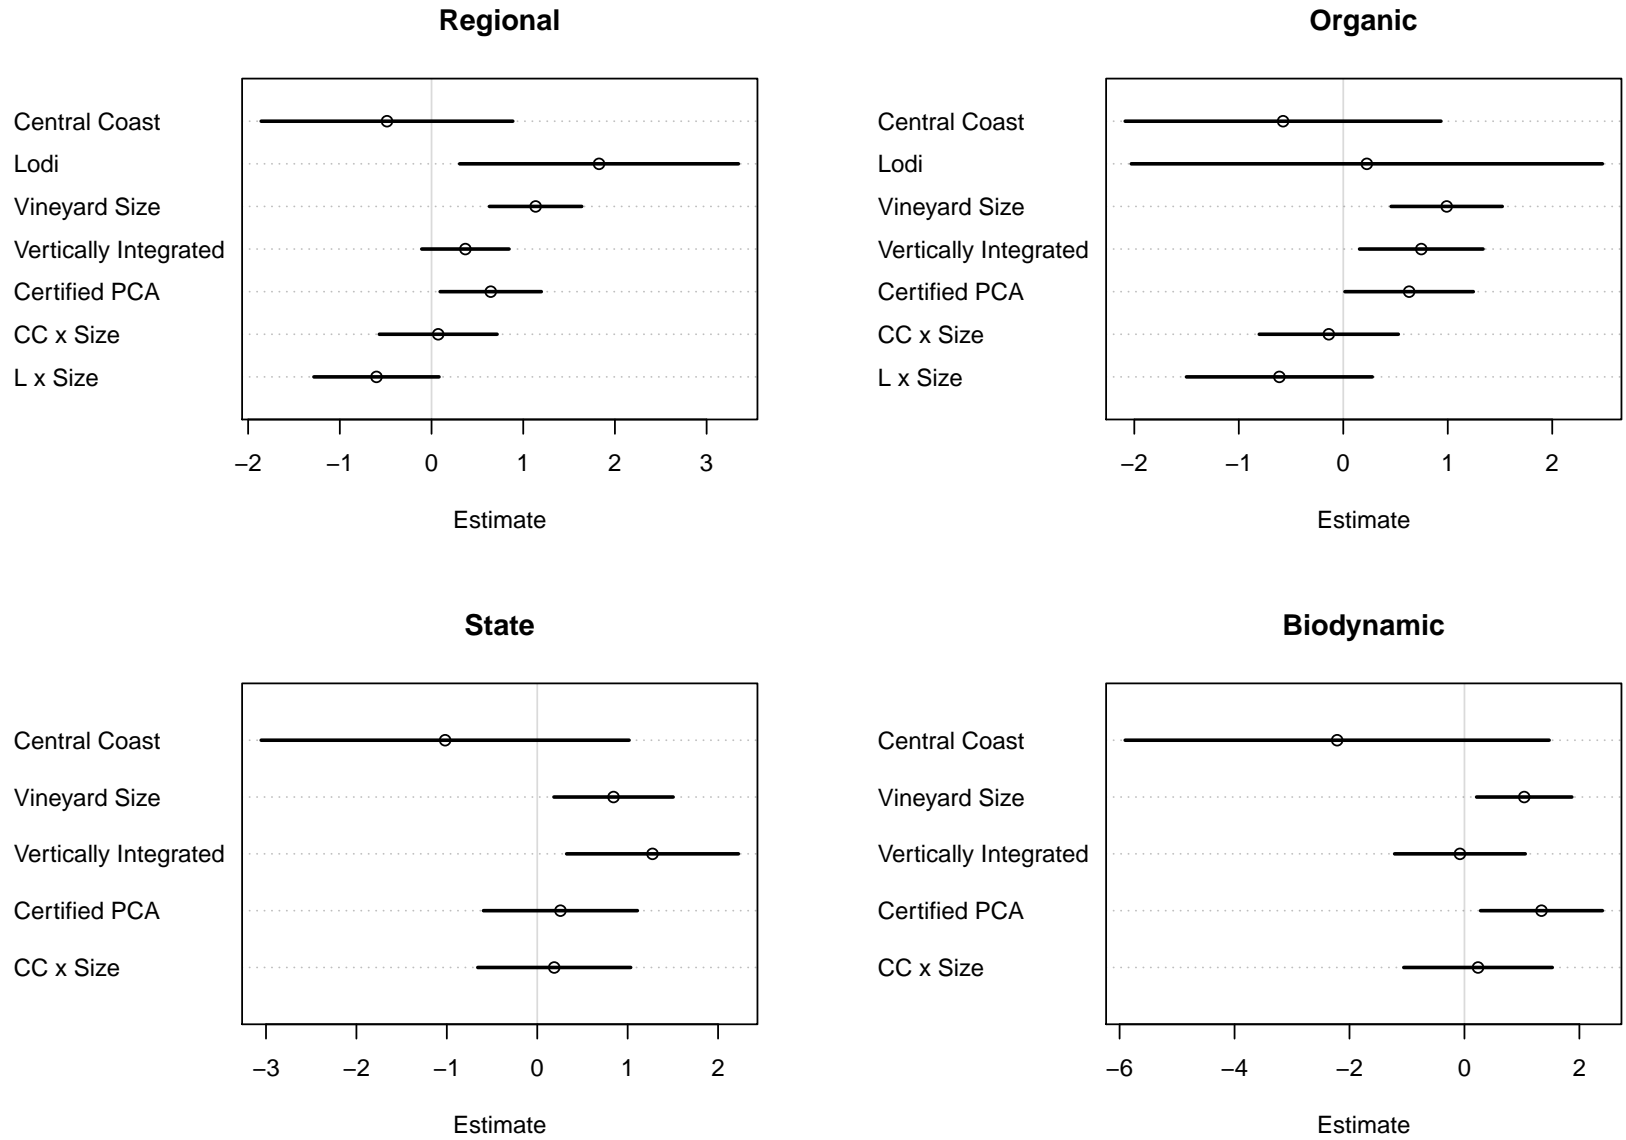 Regional
Central Coast
Lodi
Vineyard Size
Vertically Integrated
Certified PCA
CC x Size
L x Size
−2 −1 0 1 2 3
Estimate
Organic
Central Coast
Lodi
Vineyard Size
Vertically Integrated
Certified PCA
CC x Size
L x Size
−2 −1 0 1 2
Estimate
State
Central Coast
Vineyard Size
Vertically Integrated
Certified PCA
CC x Size
−3 −2 −1 0 1 2
Estimate
Biodynamic
Central Coast
Vineyard Size
Vertically Integrated
Certified PCA
CC x Size
−6 −4 −2 0 2
Estimate